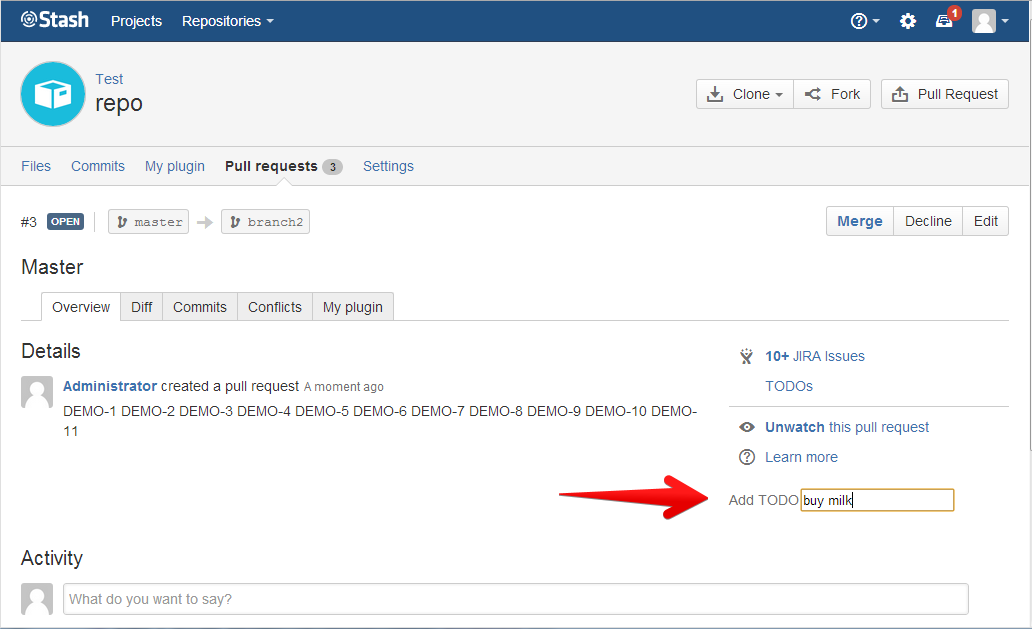 Stash Projects Repositories 1
Test
repo
Clone Fork Pull Request
Files Commits My plugin Pull requests 3 Settings
#3 OPEN master branch2 Merge Decline Edit
Master
Overview Diff Commits Conflicts My plugin
Details
10+ JIRA Issues
Administrator created a pull request A moment ago
TODOs
DEMO-1 DEMO-2 DEMO-3 DEMO-4 DEMO-5 DEMO-6 DEMO-7 DEMO-8 DEMO-9 DEMO-10 DEMO-
11
Unwatch this pull request
Learn more
Add TODO buy milk
Activity
What do you want to say?